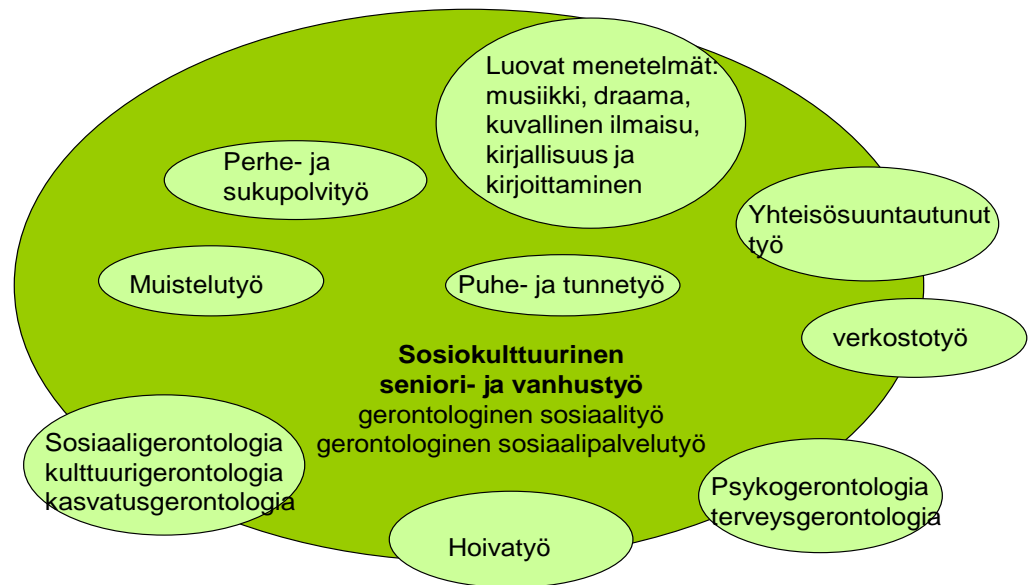 Luovat menetelmät:
musiikki, draama,
kuvallinen ilmaisu,
kirjallisuus ja
kirjoittaminen
Perhe- ja
sukupolvityö
Yhteisösuuntautunut
työ
Muistelutyö
Puhe- ja tunnetyö
verkostotyö
Sosiokulttuurinen
seniori- ja vanhustyö
gerontologinen sosiaalityö
gerontologinen sosiaalipalvelutyö
Sosiaaligerontologia
kulttuurigerontologia
kasvatusgerontologia
Psykogerontologia
terveysgerontologia
Hoivatyö